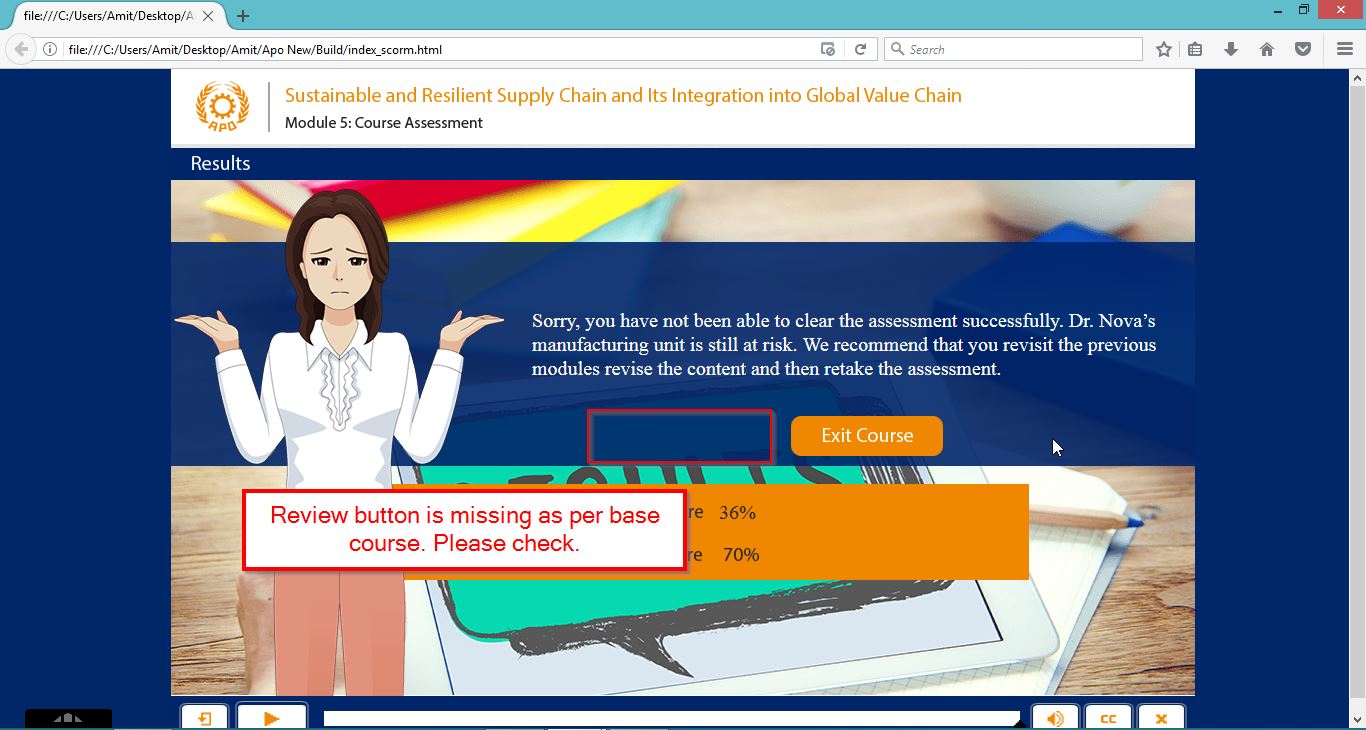 file:///C:/Users/Amit/Desktop/A
file:///C:/Users/Amit/Desktop/Amit/Apo New/Build/index_scorm.html
Search
APO
Sustainable and Resilient Supply Chain and Its Integration into Global Value Chain
Module 5: Course Assessment
Results
Sorry, you have not been able to clear the assessment successfully. Dr. Nova’s
manufacturing unit is still at risk. We recommend that you revisit the previous
modules revise the content and then retake the assessment.
Exit Course
36%
Review button is missing as per base
course. Please check.
70%
CC